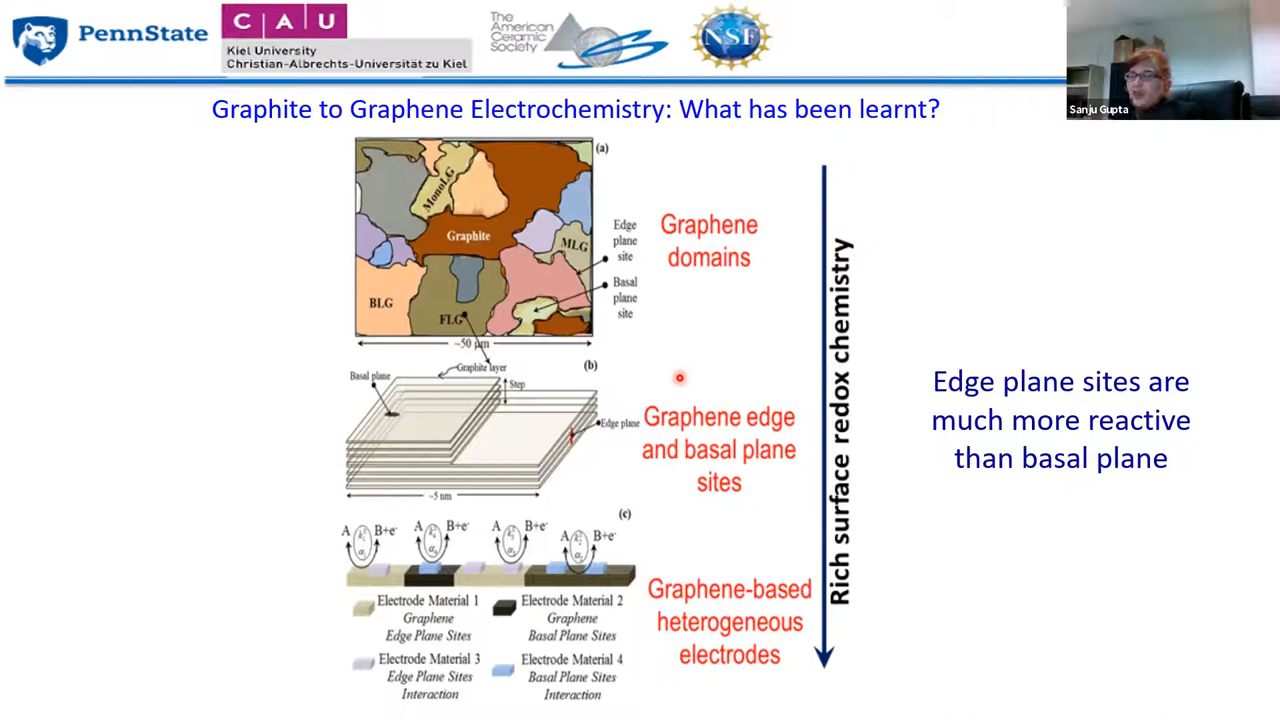 PennState
C A U
Kiel University
Christian-Albrechts-Universität zu Kiel
The
American
Ceramic
Society
NSF
Sanju Gupta
Graphite to Graphene Electrochemistry: What has been learnt?
(a)
MonoLG
Graphite
MLG
BLG
FLG
Edge
plane
site
Basal
plane
site
~50 μm
Graphene
domains
(b)
Basal plane
Graphite layer
Step
Edge plane
~5 nm
Graphene edge
and basal plane
sites
(c)
A B+e-
A B+e-
A B+e-
A B+e-
Electrode Material 1
Graphene
Edge Plane Sites
Electrode Material 2
Graphene
Basal Plane Sites
Electrode Material 3
Edge Plane Sites
Interaction
Electrode Material 4
Basal Plane Sites
Interaction
Graphene-based
heterogeneous
electrodes
Rich surface redox chemistry
Edge plane sites are
much more reactive
than basal plane